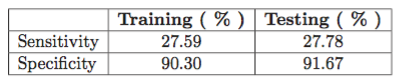 Training ( % ) Testing ( % )
Sensitivity 27.59 27.78
Specificity 90.30 91.67